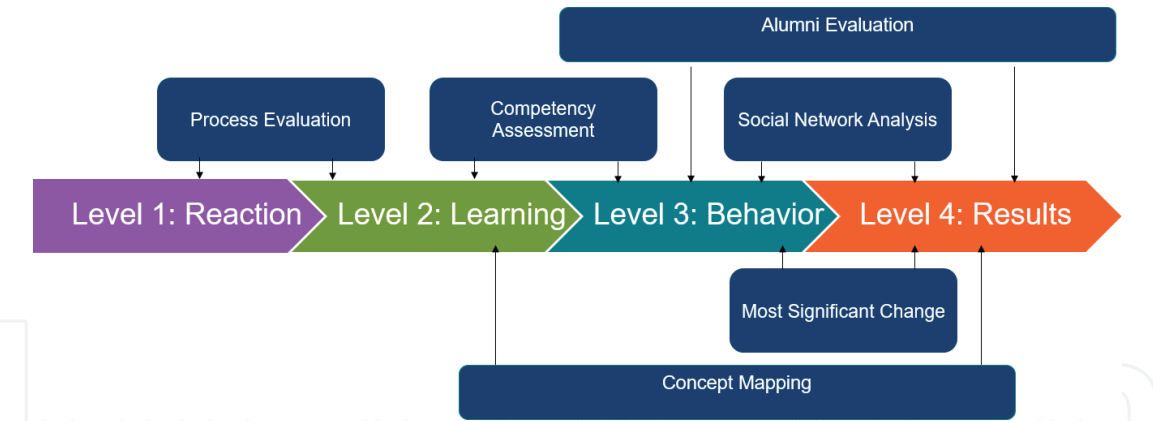 Alumni Evaluation
Process Evaluation
Competency
Assessment
Social Network Analysis
Level 1: Reaction
Level 2: Learning
Level 3: Behavior
Level 4: Results
Most Significant Change
Concept Mapping